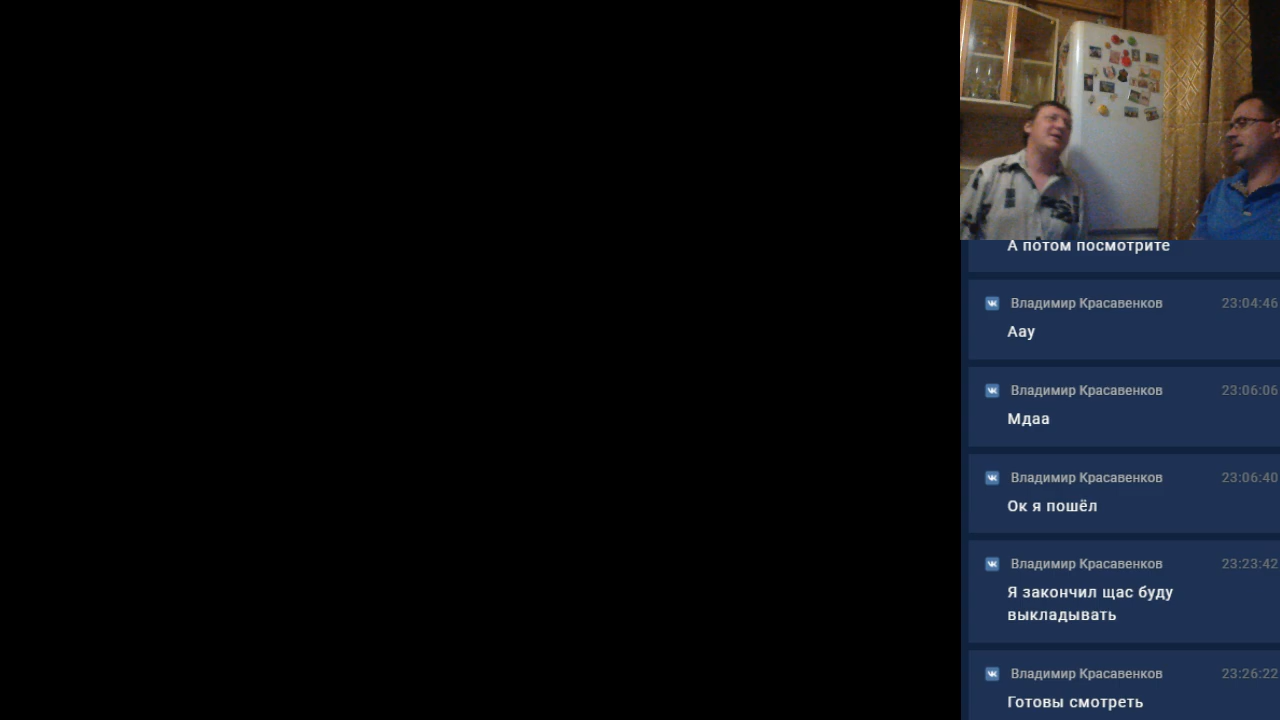 А потом посмотрите
Владимир Красавенков 23:04:46
Аау
Владимир Красавенков 23:06:06
Мдаа
Владимир Красавенков 23:06:40
Ок я пошёл
Владимир Красавенков 23:23:42
Я закончил щас буду
выкладывать
Владимир Красавенков 23:26:22
Готовы смотреть